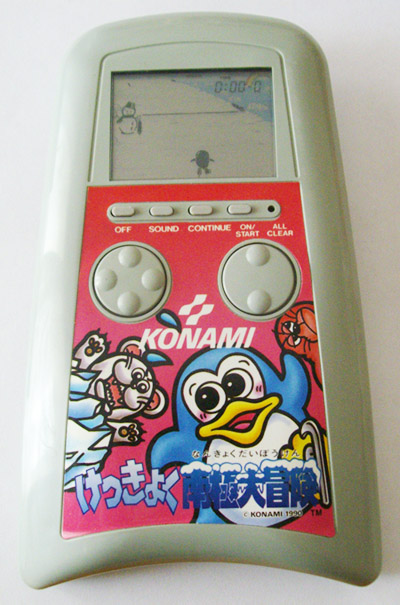 0:00-0
OFF SOUND CONTINUE ON/START ALL CLEAR
KONAMI
なんきょくだいぼうけん
けっきょく南極大冒険
© KONAMI 1990 TM